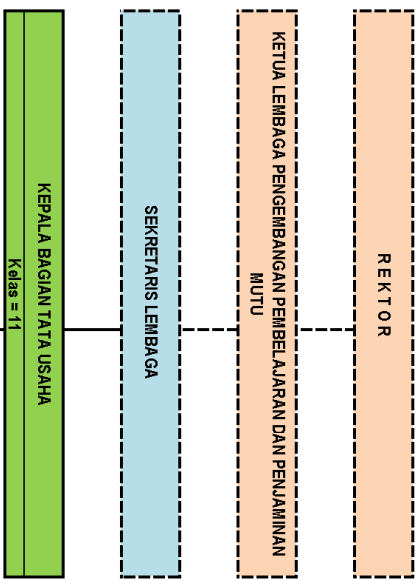 R E K T O R
KETUA LEMBAGA PENGEMBANGAN PEMBELAJARAN DAN PENJAMINAN
MUTU
SEKRETARIS LEMBAGA
KEPALA BAGIAN TATA USAHA
Kelas = 11